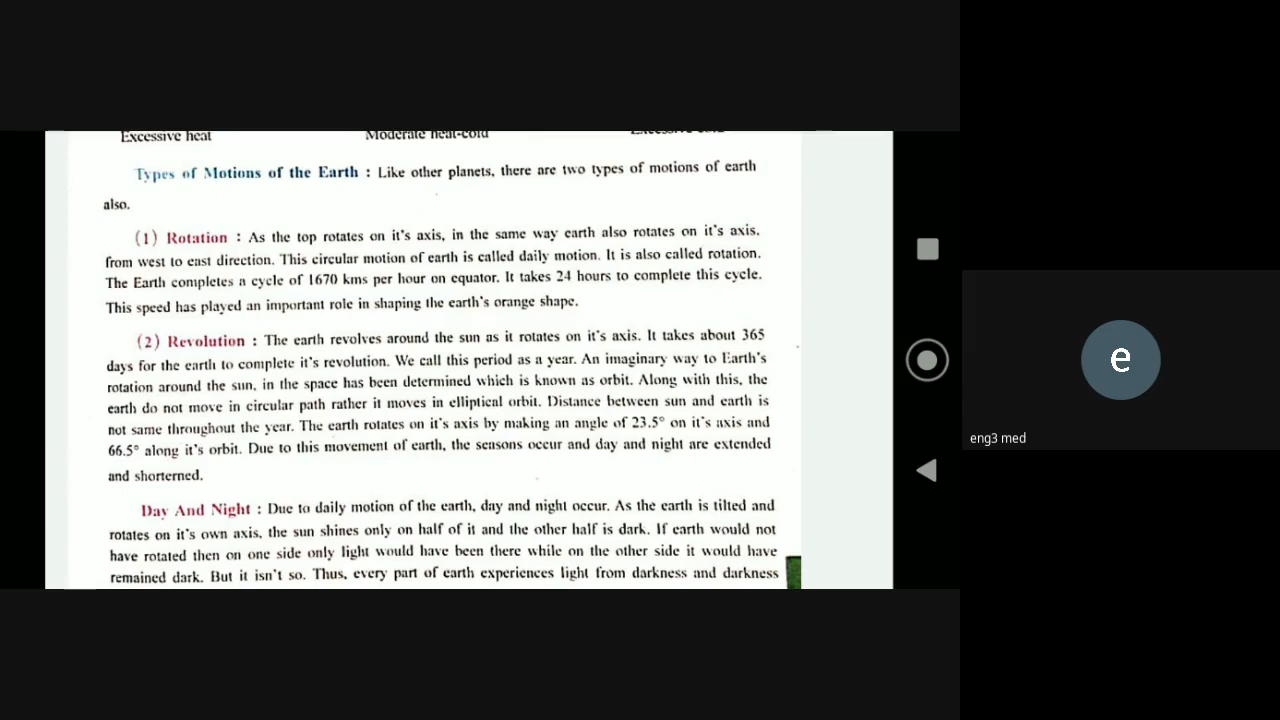 Excessive heat Moderate heat-cold Excessive cold
Types of Motions of the Earth : Like other planets, there are two types of motions of earth
also.
(1) Rotation : As the top rotates on it's axis, in the same way earth also rotates on it's axis.
from west to east direction. This circular motion of earth is called daily motion. It is also called rotation.
The Earth completes a cycle of 1670 kms per hour on equator. It takes 24 hours to complete this cycle.
This speed has played an important role in shaping the earth's orange shape.
(2) Revolution : The earth revolves around the sun as it rotates on it's axis. It takes about 365
days for the earth to complete it's revolution. We call this period as a year. An imaginary way to Earth's
rotation around the sun, in the space has been determined which is known as orbit. Along with this, the
earth do not move in circular path rather it moves in elliptical orbit. Distance between sun and earth is
not same throughout the year. The earth rotates on it's axis by making an angle of 23.5° on it's axis and
66.5° along it's orbit. Due to this movement of earth, the seasons occur and day and night are extended
and shorterned.
Day And Night : Due to daily motion of the earth, day and night occur. As the earth is tilted and
rotates on it's own axis, the sun shines only on half of it and the other half is dark. If earth would not
have rotated then on one side only light would have been there while on the other side it would have
remained dark. But it isn't so. Thus, every part of earth experiences light from darkness and darkness
e
eng3 med